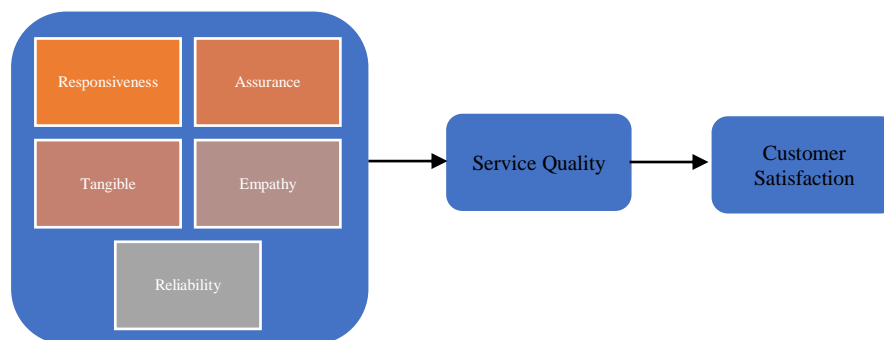 Responsiveness
Assurance
Tangible
Empathy
Reliability
Service Quality
Customer
Satisfaction